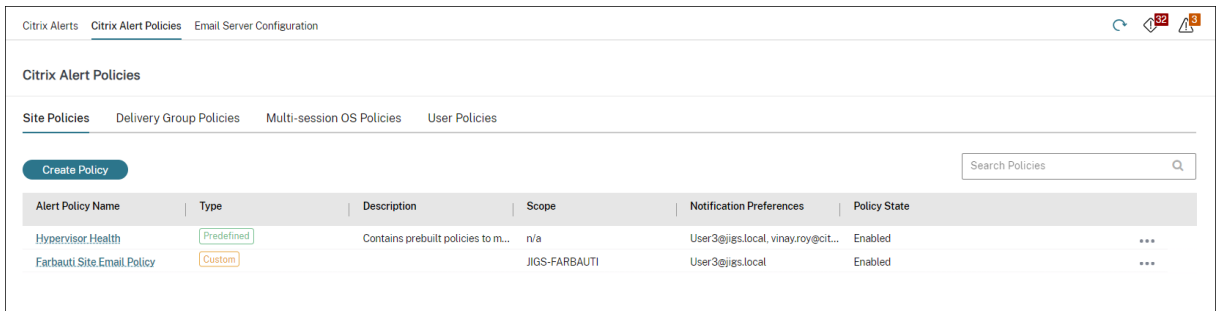 Citrix Alerts Citrix Alert Policies Email Server Configuration 32 3
Citrix Alert Policies
Site Policies Delivery Group Policies Multi-session OS Policies User Policies
Create Policy Search Policies
Alert Policy Name Type Description Scope Notification Preferences Policy State
Hypervisor Health Predefined Contains prebuilt policies to m... n/a User3@jigs.local, vinay.roy@cit... Enabled
Farbauti Site Email Policy Custom JIGS-FARBAUTI User3@jigs.local Enabled